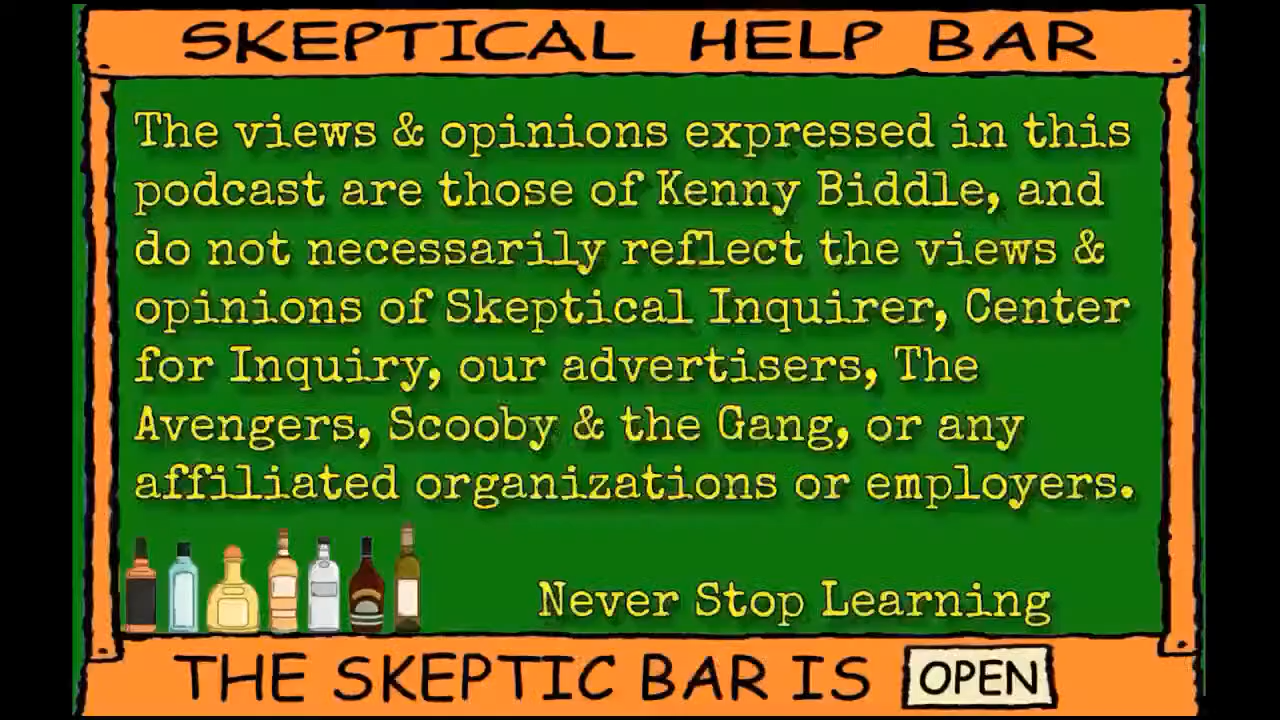 SKEPTICAL HELP BAR
The views & opinions expressed in this
podcast are those of Kenny Biddle, and
do not necessarily reflect the views &
opinions of Skeptical Inquirer, Center
for Inquiry, our advertisers, The
Avengers, Scooby & the Gang, or any
affiliated organizations or employers.
Never Stop Learning
THE SKEPTIC BAR IS OPEN